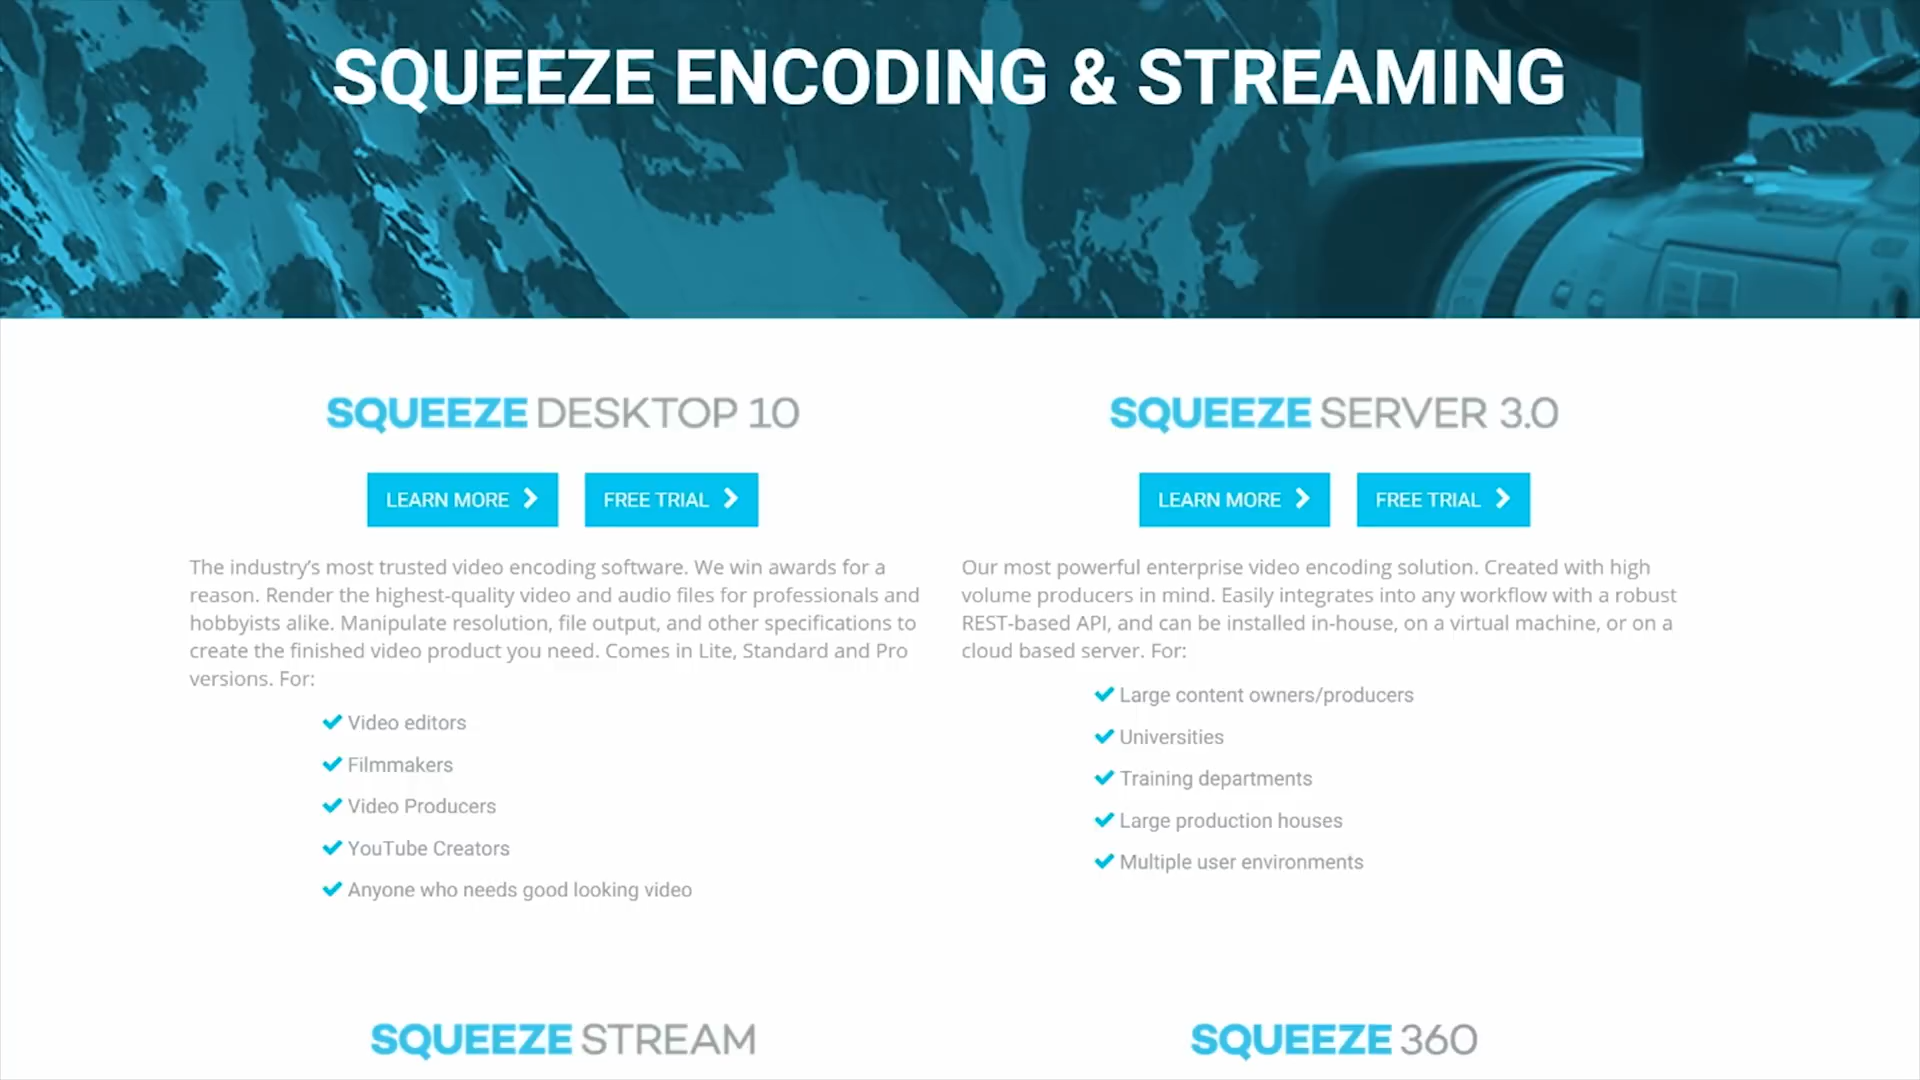 SQUEEZE ENCODING & STREAMING
SQUEEZE DESKTOP 10
LEARN MORE
FREE TRIAL
The industry’s most trusted video encoding software. We win awards for a
reason. Render the highest-quality video and audio files for professionals and
hobbyists alike. Manipulate resolution, file output, and other specifications to
create the finished video product you need. Comes in Lite, Standard and Pro
versions. For:
Video editors
Filmmakers
Video Producers
YouTube Creators
Anyone who needs good looking video
SQUEEZE SERVER 3.0
LEARN MORE
FREE TRIAL
Our most powerful enterprise video encoding solution. Created with high
volume producers in mind. Easily integrates into any workflow with a robust
REST-based API, and can be installed in-house, on a virtual machine, or on a
cloud based server. For:
Large content owners/producers
Universities
Training departments
Large production houses
Multiple user environments
SQUEEZE STREAM
SQUEEZE 360